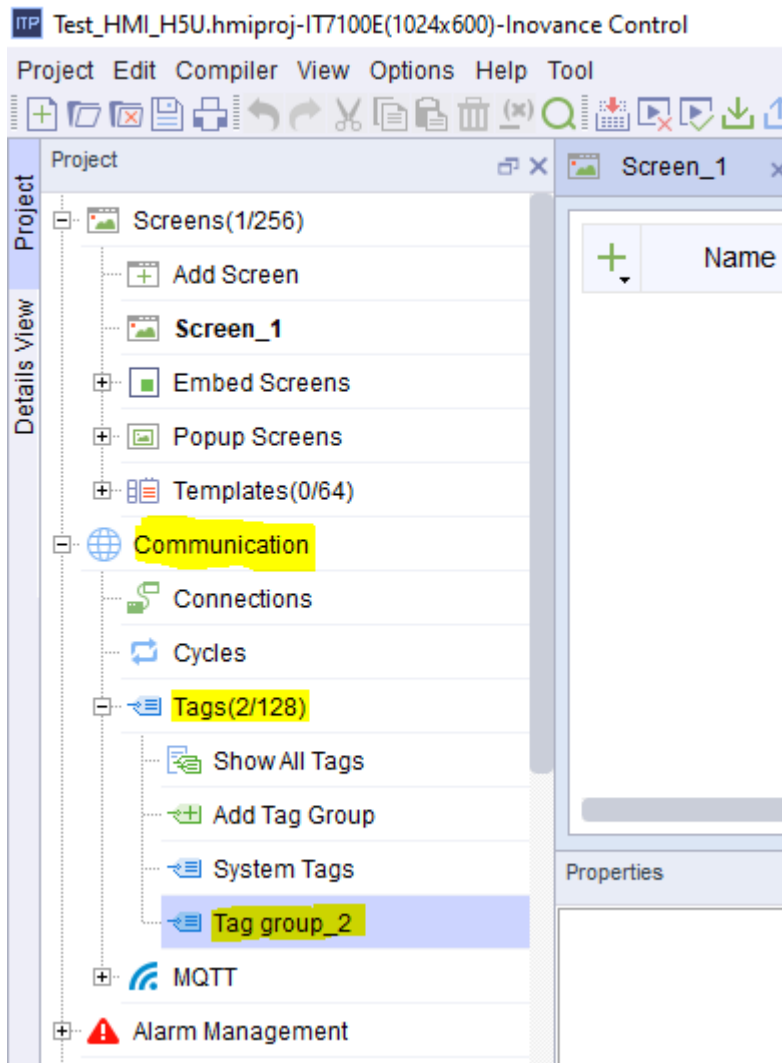 ITP Test_HMI_H5U.hmiproj-IT7100E(1024x600)-Inovance Control
Project Edit Compiler View Options Help Tool
Project
Details View
Project
Screens(1/256)
Add Screen
Screen_1
Embed Screens
Popup Screens
Templates(0/64)
Communication
Connections
Cycles
Tags(2/128)
Show All Tags
Add Tag Group
System Tags
Tag group_2
MQTT
Alarm Management
Screen_1
Name
Properties